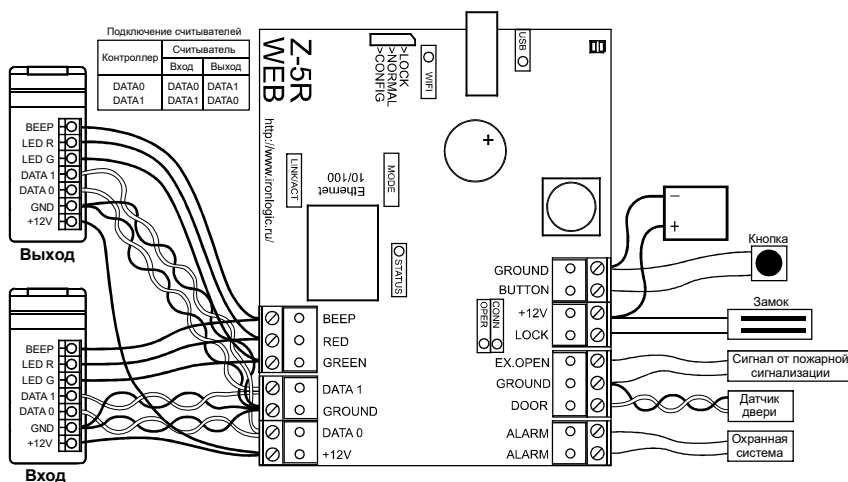 Подключение считывателей
Контроллер
Считыватель
Вход
Выход
DATA0 DATA0 DATA1
DATA1 DATA1 DATA0
BEEP
LED R
LED G
DATA 1
DATA 0
GND
+12V
Выход
BEEP
LED R
LED G
DATA 1
DATA 0
GND
+12V
Вход
Z-5R
WEB
http://www.ironlogic.ru/
>LOCK
>NORMAL
>CONFIG
WIFI
USB
LINK/ACT
Ethernet
10/100
MODE
STATUS
CONN
OPER
BEEP
RED
GREEN
DATA 1
GROUND
DATA 0
+12V
GROUND
BUTTON
+12V
LOCK
EX.OPEN
GROUND
DOOR
ALARM
ALARM
+
–
+
Кнопка
Замок
Сигнал от пожарной
сигнализации
Датчик
двери
Охранная
система